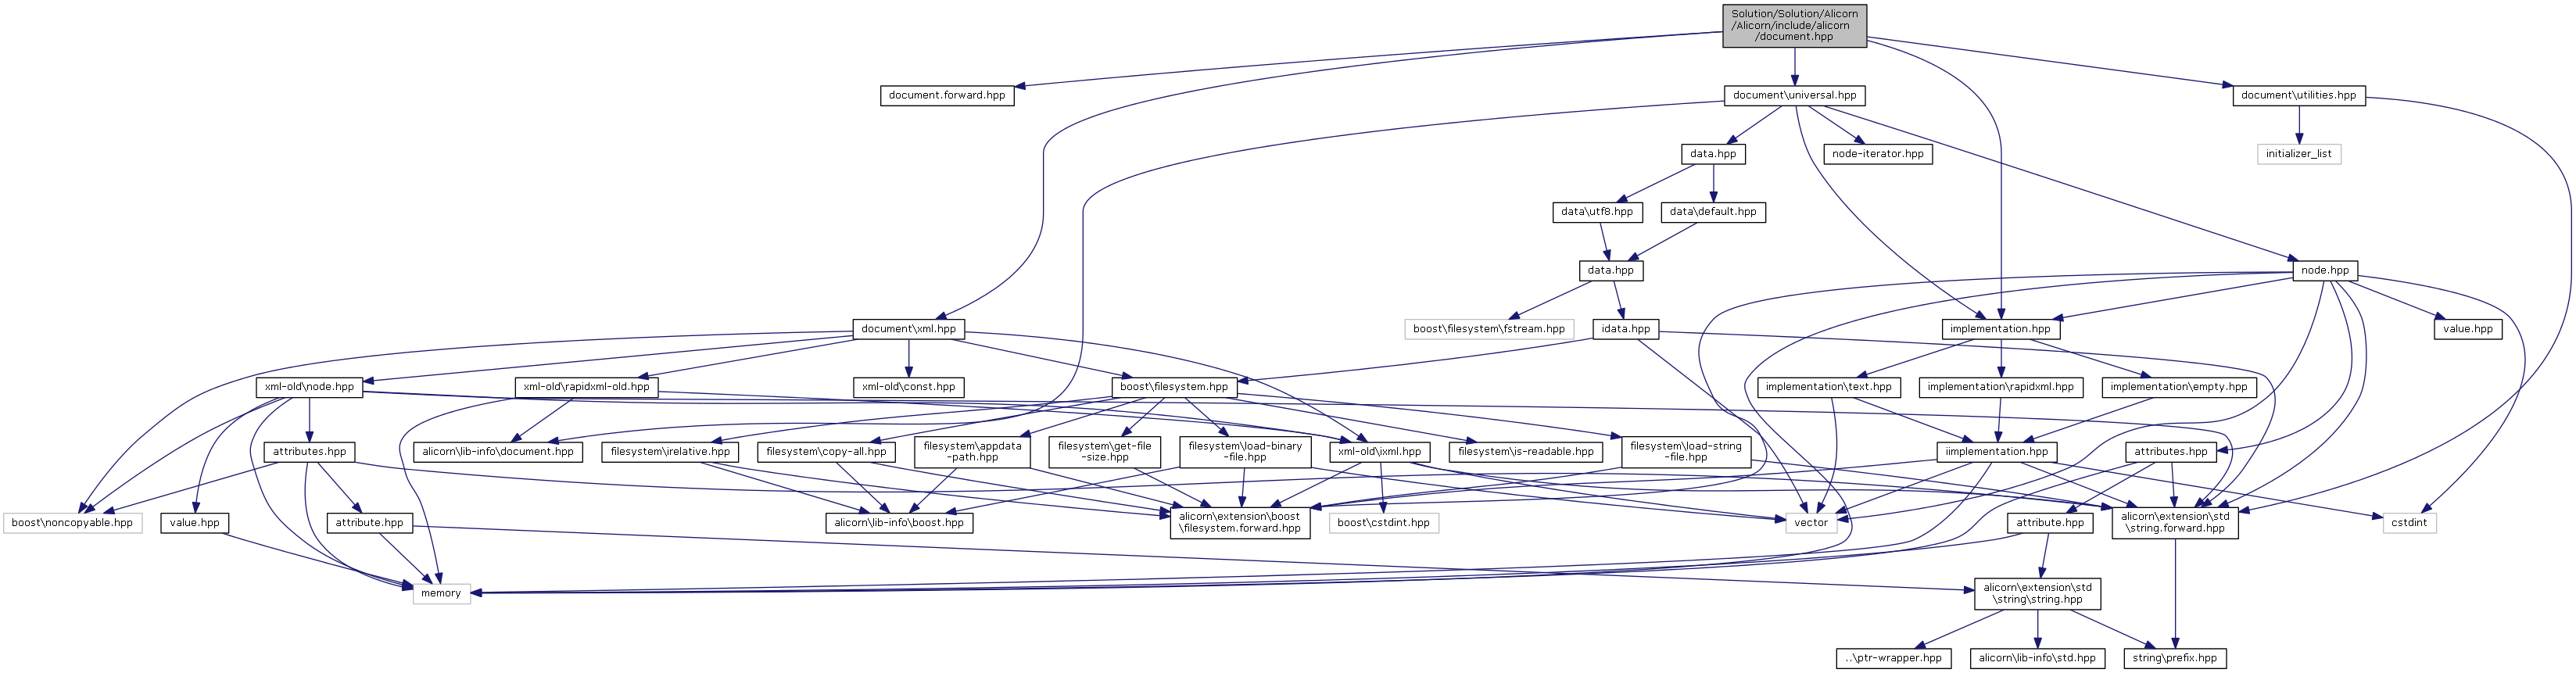 Solution/Solution/Alicorn
/Alicorn/include/alicorn
/document.hpp
document.forward.hpp
document\universal.hpp
document\utilities.hpp
data.hpp
node-iterator.hpp
initializer_list
data\utf8.hpp
data\default.hpp
data.hpp
node.hpp
document\xml.hpp
boost\filesystem\fstream.hpp
idata.hpp
implementation.hpp
value.hpp
xml-old\node.hpp
xml-old\rapidxml-old.hpp
xml-old\const.hpp
boost\filesystem.hpp
implementation\text.hpp
implementation\rapidxml.hpp
implementation\empty.hpp
attributes.hpp
alicorn\lib-info\document.hpp
filesystem\irelative.hpp
filesystem\copy-all.hpp
filesystem\appdata
-path.hpp
filesystem\get-file
-size.hpp
filesystem\load-binary
-file.hpp
xml-old\ixml.hpp
filesystem\is-readable.hpp
filesystem\load-string
-file.hpp
iimplementation.hpp
attributes.hpp
boost\noncopyable.hpp
value.hpp
attribute.hpp
alicorn\lib-info\boost.hpp
alicorn\extension\boost
\filesystem.forward.hpp
boost\cstdint.hpp
vector
attribute.hpp
alicorn\extension\std
\string.forward.hpp
cstdint
memory
alicorn\extension\std
\string\string.hpp
..\ptr-wrapper.hpp
alicorn\lib-info\std.hpp
string\prefix.hpp